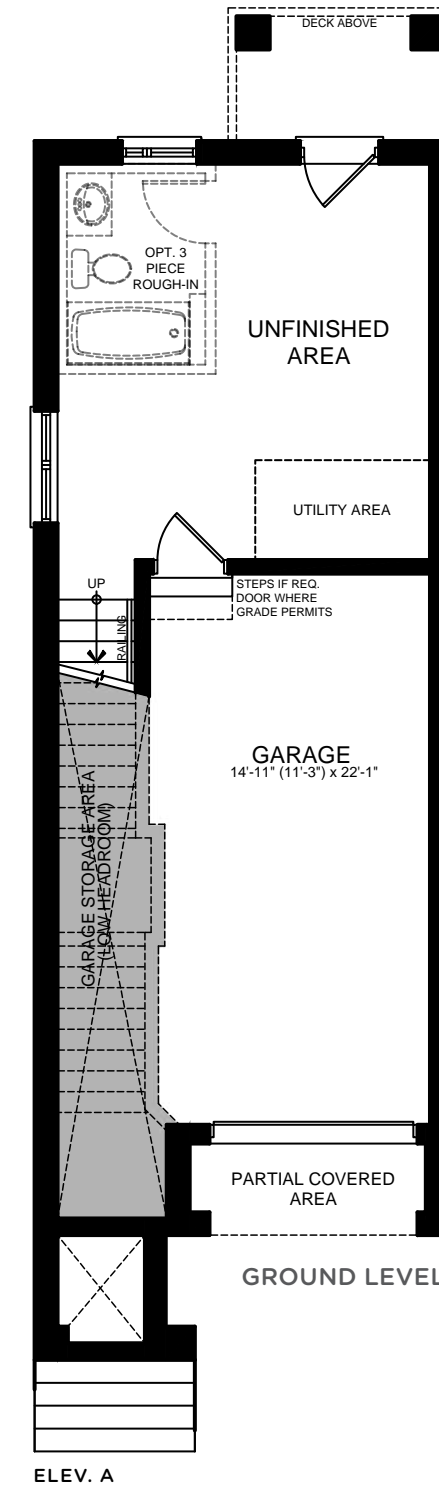 DECK ABOVE
OPT. 3
PIECE
ROUGH-IN
UNFINISHED
AREA
UTILITY AREA
UP
RAILING
STEPS IF REQ.
DOOR WHERE
GRADE PERMITS
GARAGE
14'-11" (11'-3") x 22'-1"
GARAGE STORAGE AREA
(LOW HEADROOM)
PARTIAL COVERED
AREA
GROUND LEVEL
ELEV. A